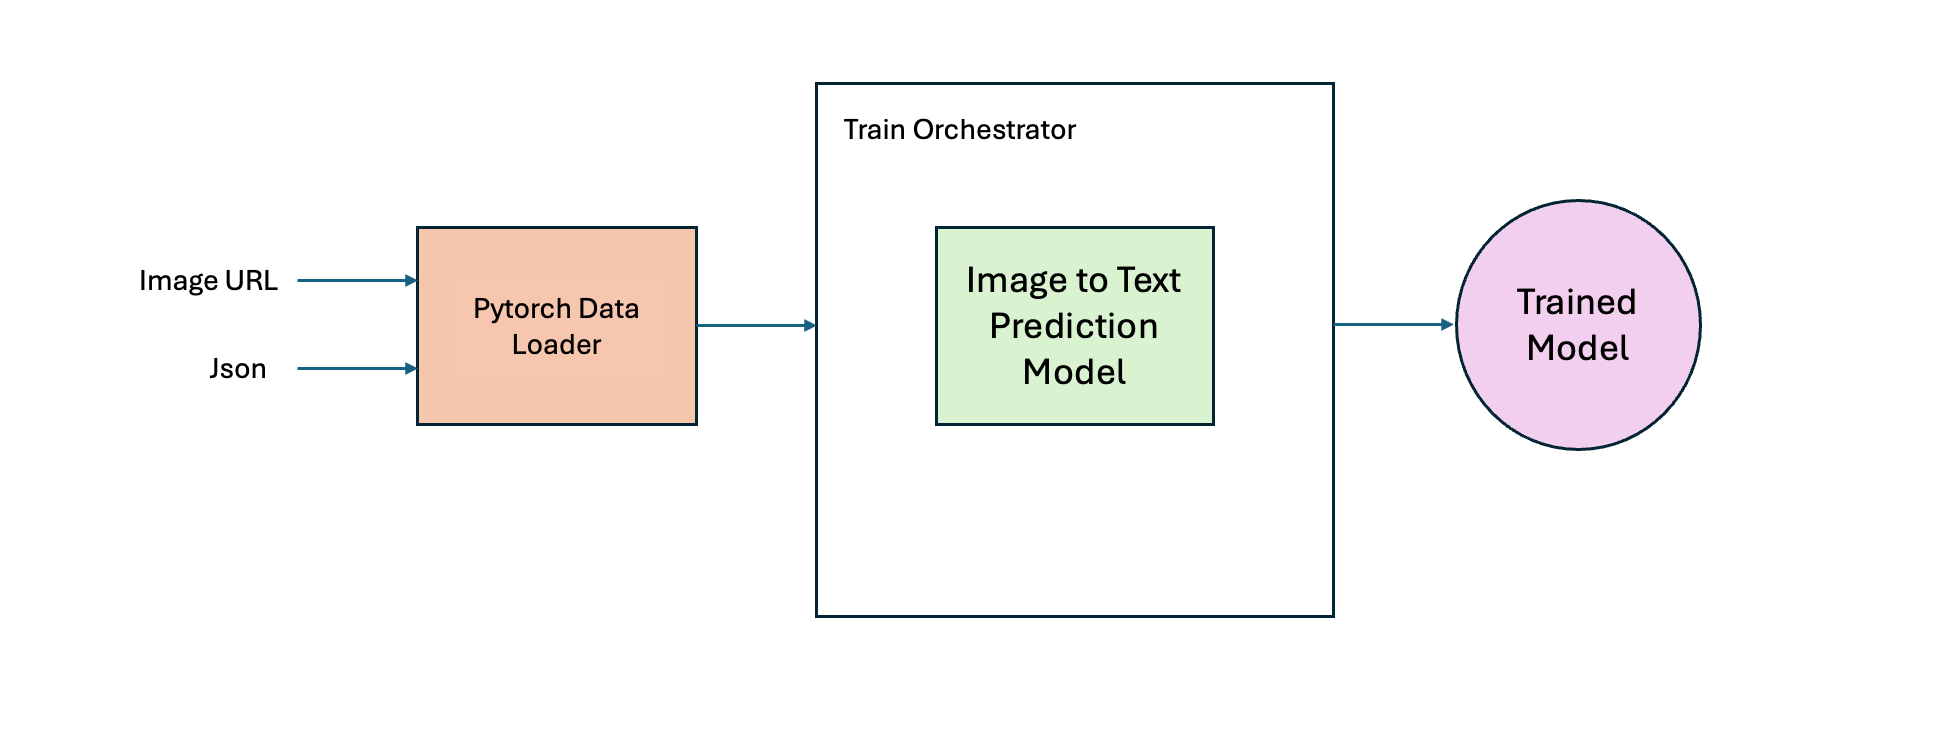 Image URL
Json
Pytorch Data
Loader
Train Orchestrator
Image to Text
Prediction
Model
Trained
Model